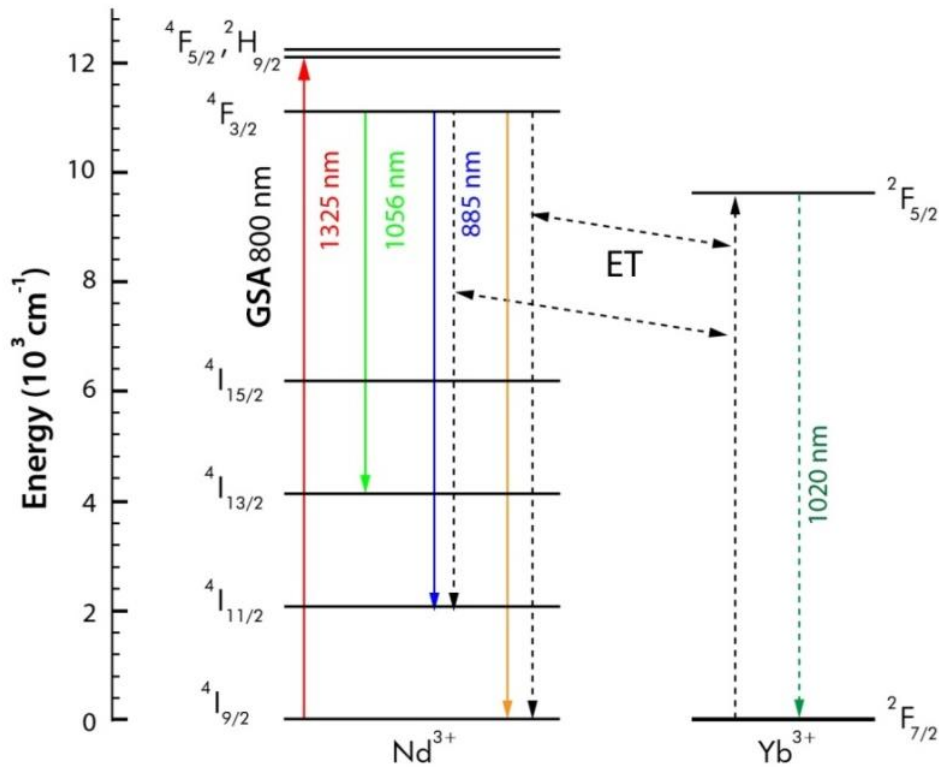 ⁴F₅/₂,²H₉/₂
12
⁴F₃/₂
10
²F₅/₂
GSA 800 nm
1325 nm
1056 nm
885 nm
ET
8
Energy (10³ cm⁻¹)
⁴I₁₅/₂
6
⁴I₁₃/₂
4
1020 nm
⁴I₁₁/₂
2
⁴I₉/₂
0
²F₇/₂
Nd³⁺
Yb³⁺